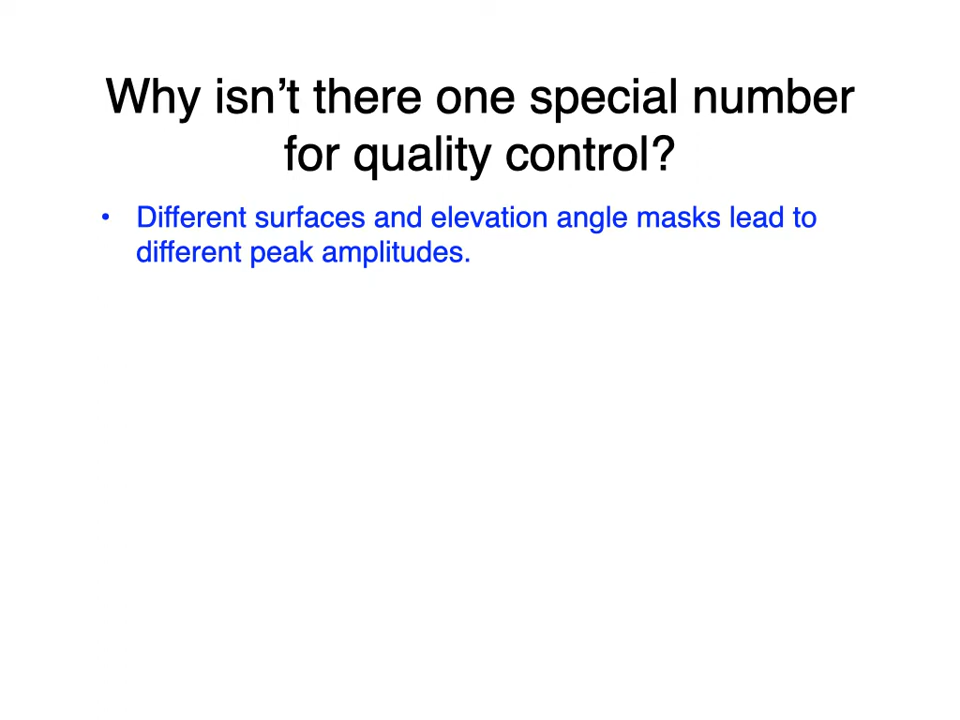 Why isn’t there one special number
for quality control?
• Different surfaces and elevation angle masks lead to
different peak amplitudes.